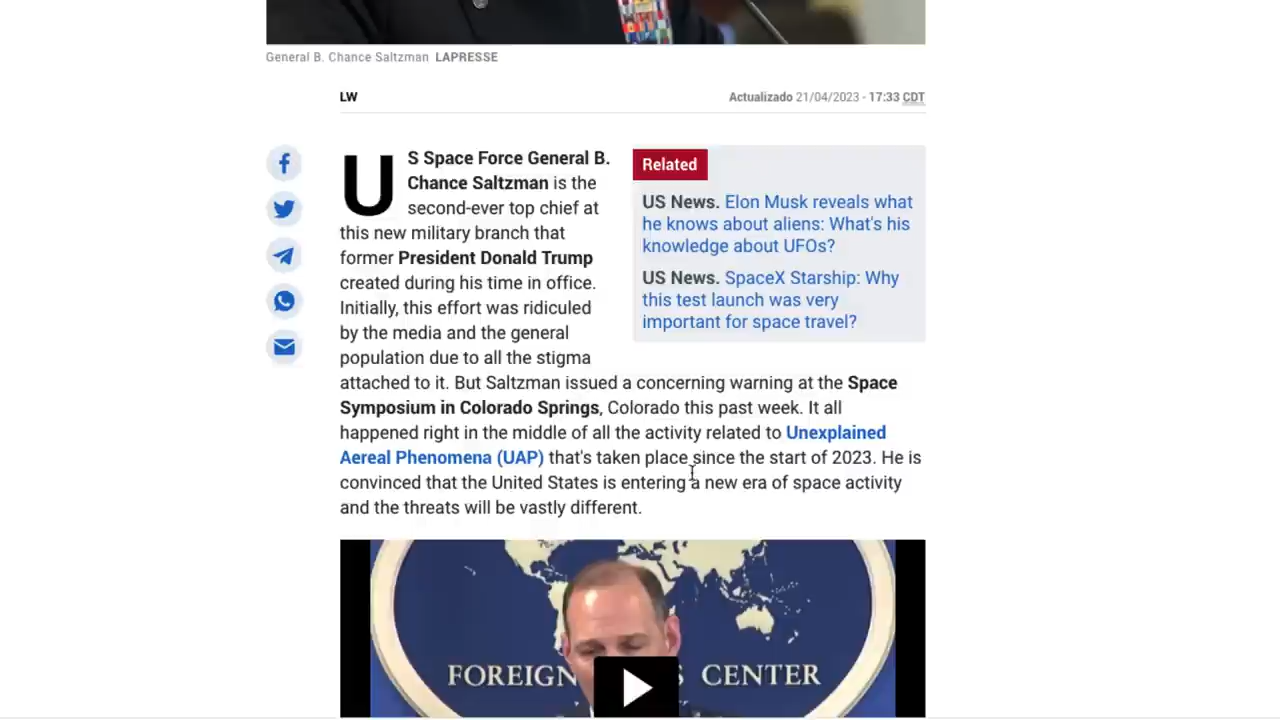 General B. Chance Saltzman LAPRESSE
LW
Actualizado 21/04/2023 - 17:33 CDT
US Space Force General B.
Chance Saltzman is the
second-ever top chief at
this new military branch that
former President Donald Trump
created during his time in office.
Initially, this effort was ridiculed
by the media and the general
population due to all the stigma
attached to it. But Saltzman issued a concerning warning at the Space
Symposium in Colorado Springs, Colorado this past week. It all
happened right in the middle of all the activity related to Unexplained
Aereal Phenomena (UAP) that's taken place since the start of 2023. He is
convinced that the United States is entering a new era of space activity
and the threats will be vastly different.
Related
US News. Elon Musk reveals what
he knows about aliens: What's his
knowledge about UFOs?
US News. SpaceX Starship: Why
this test launch was very
important for space travel?
FOREIGN CENTER